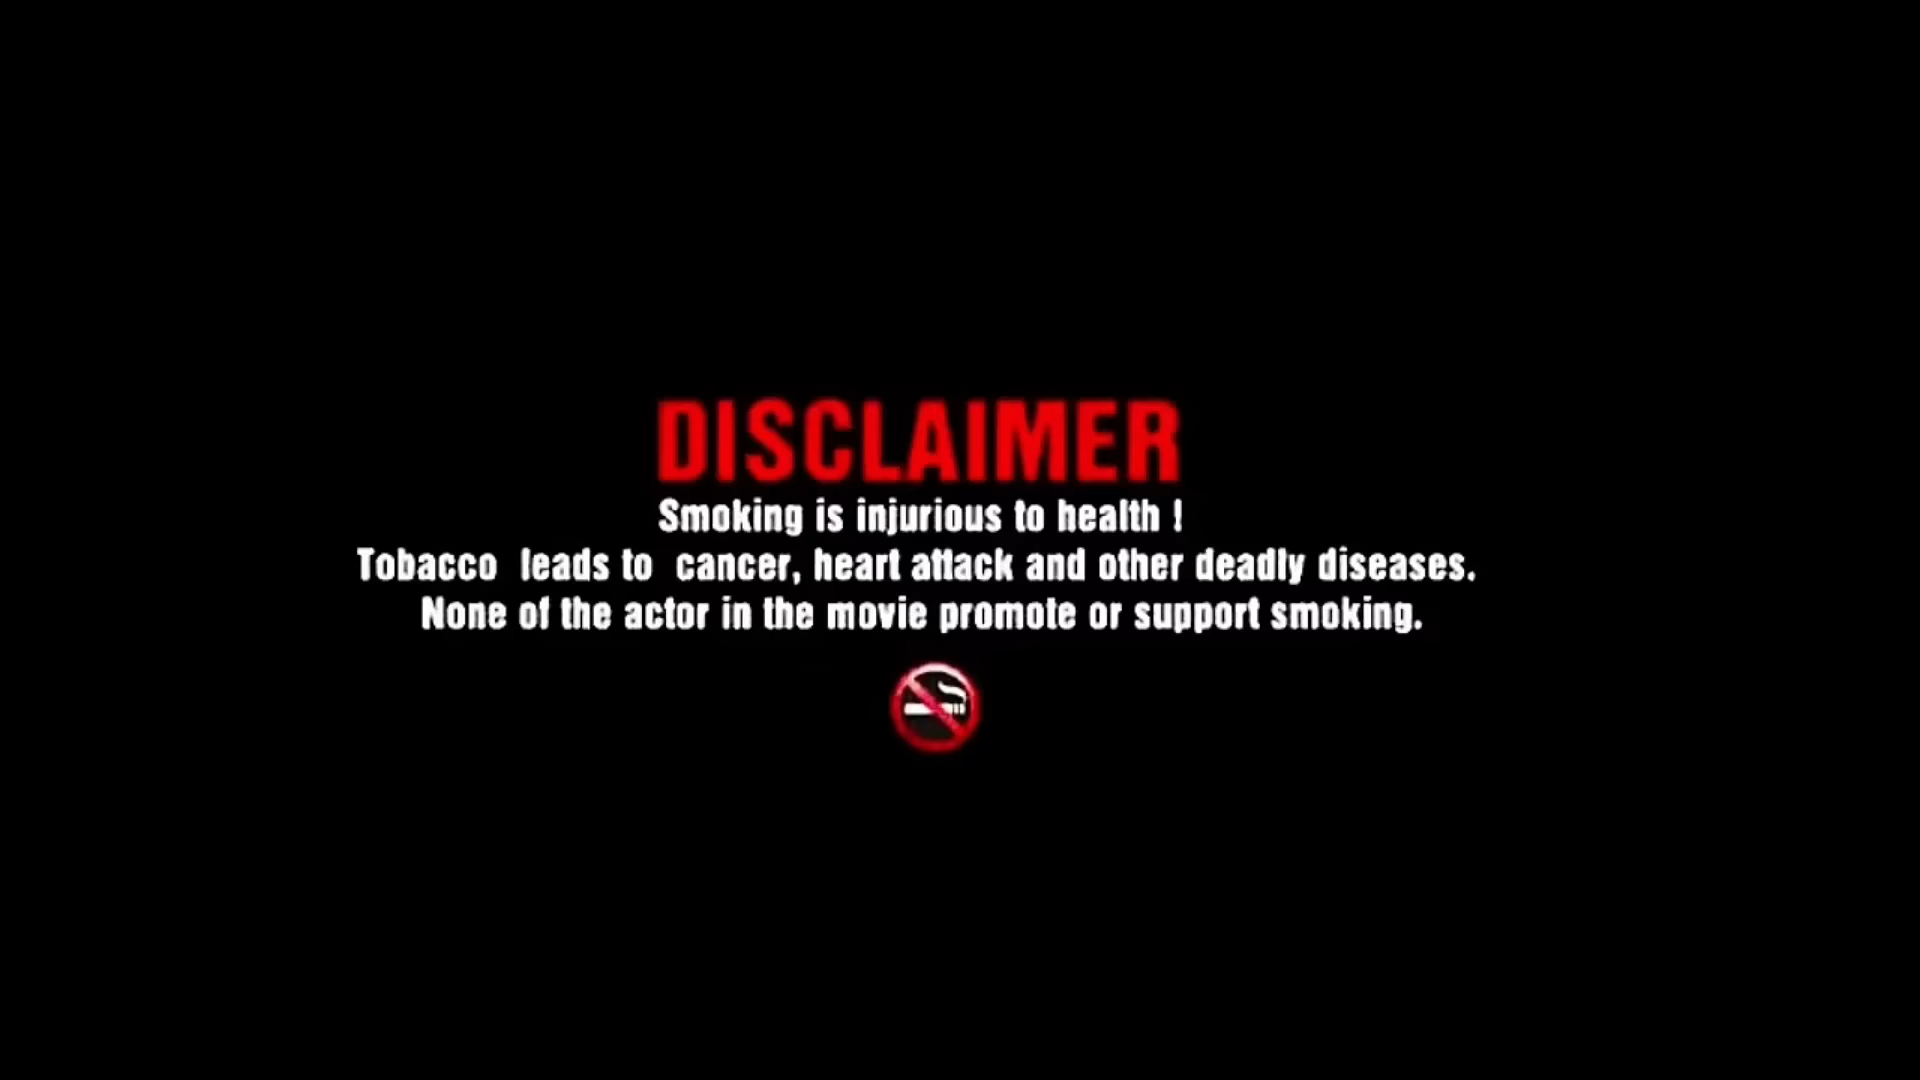 DISCLAIMER
Smoking is injurious to health !
Tobacco leads to cancer, heart attack and other deadly diseases.
None of the actor in the movie promote or support smoking.